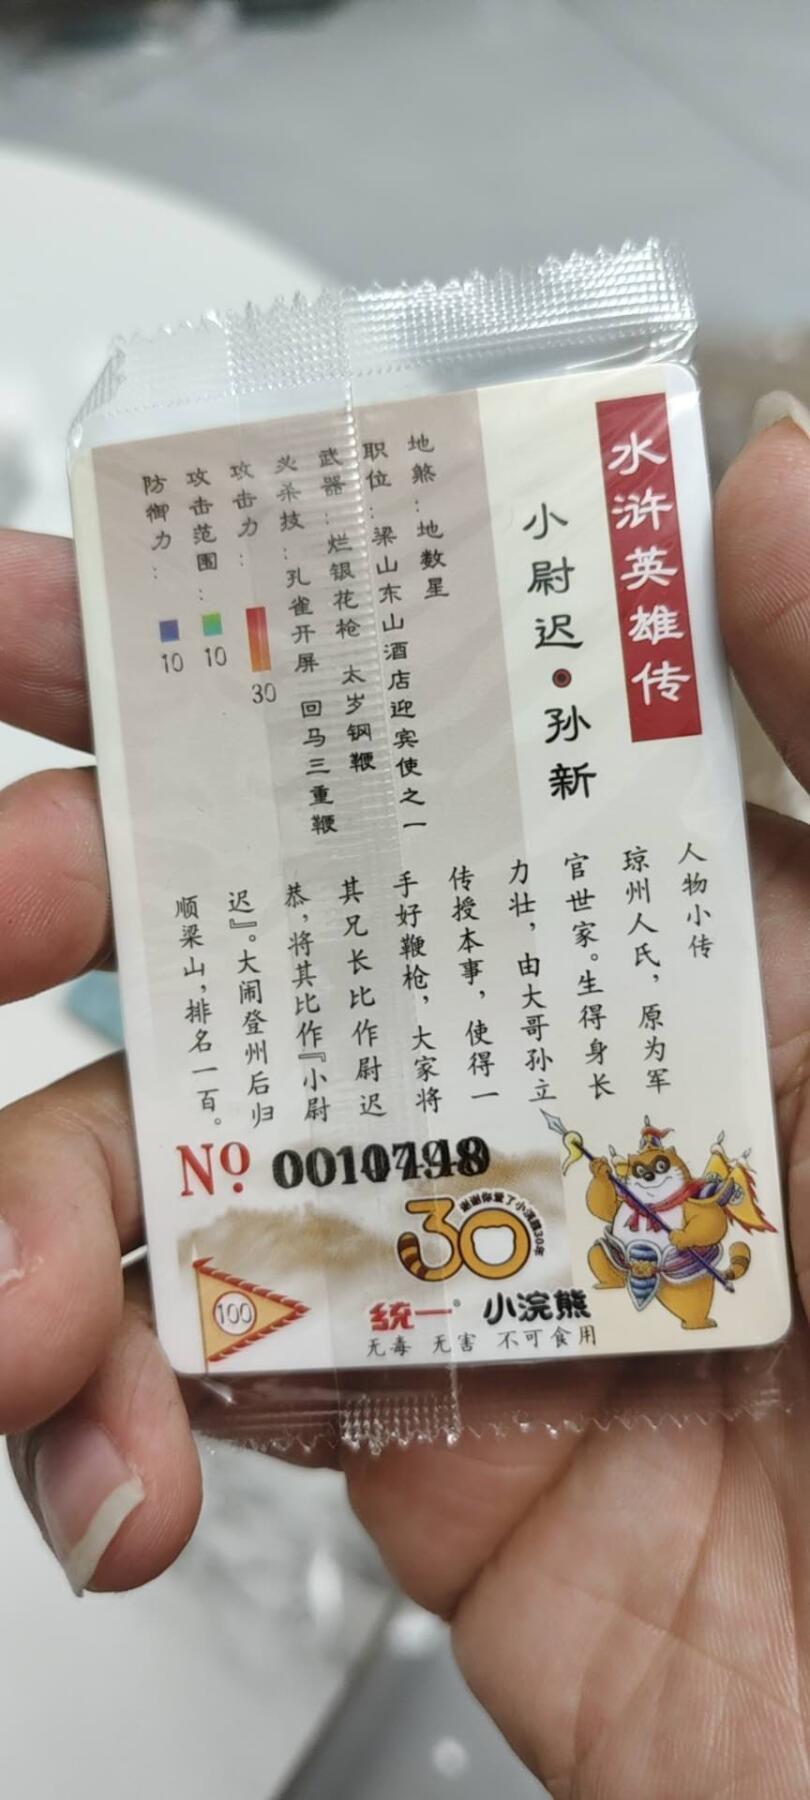 水浒英雄传
小尉迟·孙新
地煞：地数星
职位：梁山东山酒店迎宾使之一
武器：烂银花枪 太岁钢鞭
必杀技：孔雀开屏 回马三重鞭
攻击力： 30
攻击范围： 10
防御力： 10
人物小传
琼州人氏，原为军
官世家。生得身长
力壮，由大哥孙立
传授本事，使得一
手好鞭枪，大家将
其兄长比作尉迟
恭，将其比作『小尉
迟』。大闹登州后归
顺梁山，排名一百。
No
谢谢你爱了小浣熊30年
30
100
统一 小浣熊
无毒 无害 不可食用